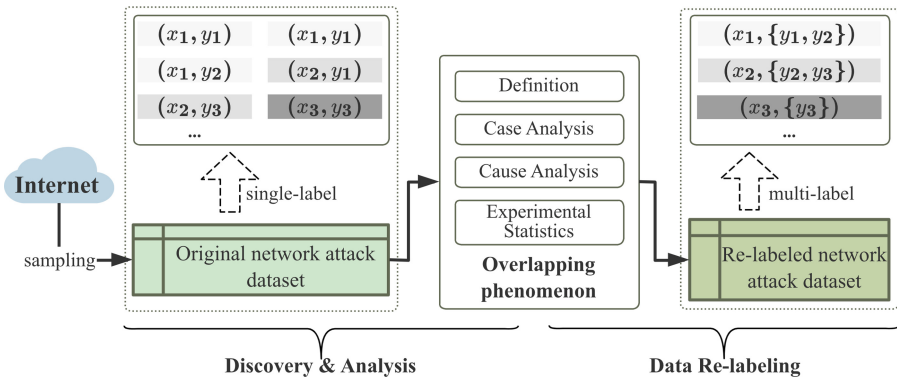 (x₁, y₁) (x₁, y₁)
(x₁, y₂) (x₂, y₁)
(x₂, y₃) (x₃, y₃)
...
single-label
Internet
sampling
Original network attack
dataset
Definition
Case Analysis
Cause Analysis
Experimental
Statistics
Overlapping
phenomenon
(x₁, {y₁, y₂})
(x₂, {y₂, y₃})
(x₃, {y₃})
...
multi-label
Re-labeled network
attack dataset
Discovery & Analysis
Data Re-labeling